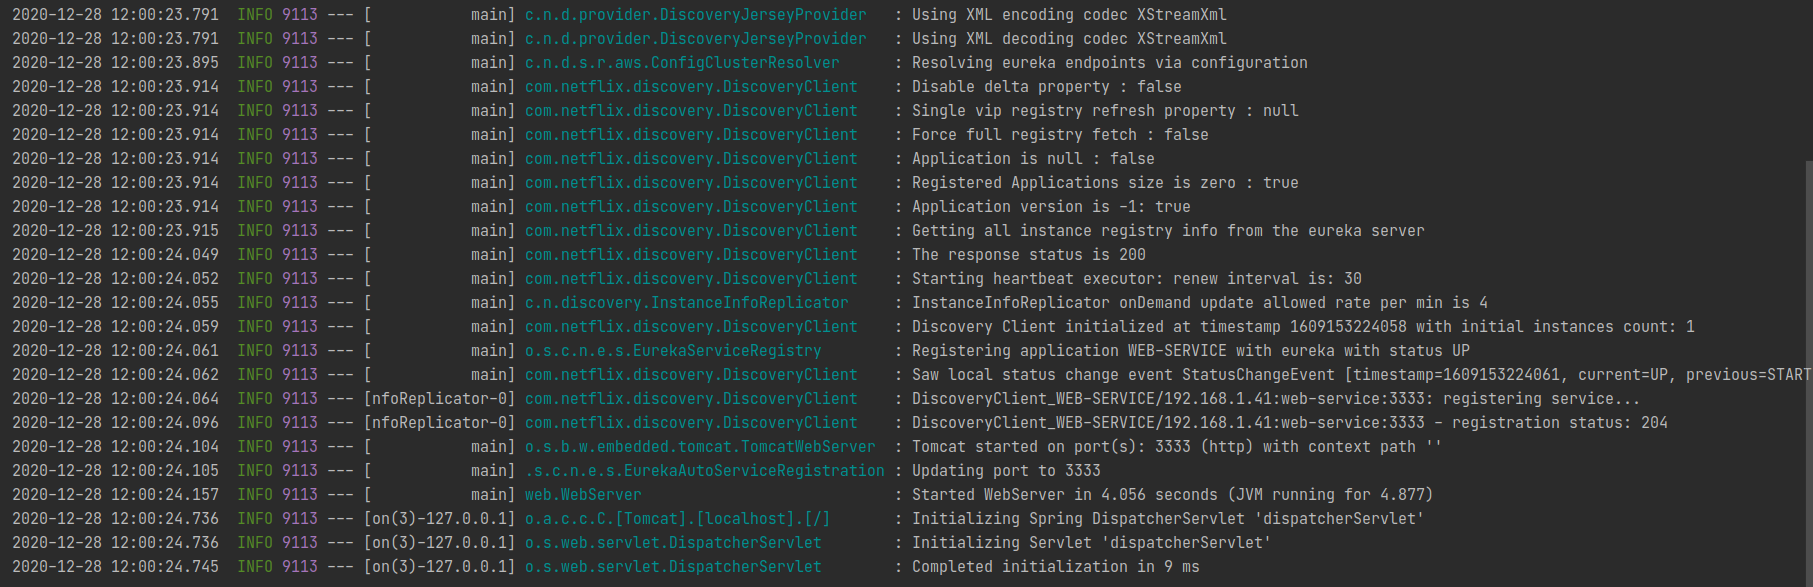 2020-12-28 12:00:23.791  INFO 9113 --- [           main] c.n.d.provider.DiscoveryJerseyProvider   : Using XML encoding codec XStreamXml
2020-12-28 12:00:23.791  INFO 9113 --- [           main] c.n.d.provider.DiscoveryJerseyProvider   : Using XML decoding codec XStreamXml
2020-12-28 12:00:23.895  INFO 9113 --- [           main] c.n.d.s.r.aws.ConfigClusterResolver      : Resolving eureka endpoints via configuration
2020-12-28 12:00:23.914  INFO 9113 --- [           main] com.netflix.discovery.DiscoveryClient    : Disable delta property : false
2020-12-28 12:00:23.914  INFO 9113 --- [           main] com.netflix.discovery.DiscoveryClient    : Single vip registry refresh property : null
2020-12-28 12:00:23.914  INFO 9113 --- [           main] com.netflix.discovery.DiscoveryClient    : Force full registry fetch : false
2020-12-28 12:00:23.914  INFO 9113 --- [           main] com.netflix.discovery.DiscoveryClient    : Application is null : false
2020-12-28 12:00:23.914  INFO 9113 --- [           main] com.netflix.discovery.DiscoveryClient    : Registered Applications size is zero : true
2020-12-28 12:00:23.914  INFO 9113 --- [           main] com.netflix.discovery.DiscoveryClient    : Application version is -1: true
2020-12-28 12:00:23.915  INFO 9113 --- [           main] com.netflix.discovery.DiscoveryClient    : Getting all instance registry info from the eureka server
2020-12-28 12:00:24.049  INFO 9113 --- [           main] com.netflix.discovery.DiscoveryClient    : The response status is 200
2020-12-28 12:00:24.052  INFO 9113 --- [           main] com.netflix.discovery.DiscoveryClient    : Starting heartbeat executor: renew interval is: 30
2020-12-28 12:00:24.055  INFO 9113 --- [           main] c.n.discovery.InstanceInfoReplicator     : InstanceInfoReplicator onDemand update allowed rate per min is 4
2020-12-28 12:00:24.059  INFO 9113 --- [           main] com.netflix.discovery.DiscoveryClient    : Discovery Client initialized at timestamp 1609153224058 with initial instances count: 1
2020-12-28 12:00:24.061  INFO 9113 --- [           main] o.s.c.n.e.s.EurekaServiceRegistry        : Registering application WEB-SERVICE with eureka with status UP
2020-12-28 12:00:24.062  INFO 9113 --- [           main] com.netflix.discovery.DiscoveryClient    : Saw local status change event StatusChangeEvent [timestamp=1609153224061, current=UP, previous=START
2020-12-28 12:00:24.064  INFO 9113 --- [nfoReplicator-0] com.netflix.discovery.DiscoveryClient    : DiscoveryClient_WEB-SERVICE/192.168.1.41:web-service:3333: registering service...
2020-12-28 12:00:24.096  INFO 9113 --- [nfoReplicator-0] com.netflix.discovery.DiscoveryClient    : DiscoveryClient_WEB-SERVICE/192.168.1.41:web-service:3333 - registration status: 204
2020-12-28 12:00:24.104  INFO 9113 --- [           main] o.s.b.w.embedded.tomcat.TomcatWebServer  : Tomcat started on port(s): 3333 (http) with context path ''
2020-12-28 12:00:24.105  INFO 9113 --- [           main] .s.c.n.e.s.EurekaAutoServiceRegistration : Updating port to 3333
2020-12-28 12:00:24.157  INFO 9113 --- [           main] web.WebServer                            : Started WebServer in 4.056 seconds (JVM running for 4.877)
2020-12-28 12:00:24.736  INFO 9113 --- [on(3)-127.0.0.1] o.a.c.c.C.[Tomcat].[localhost].[/]       : Initializing Spring DispatcherServlet 'dispatcherServlet'
2020-12-28 12:00:24.736  INFO 9113 --- [on(3)-127.0.0.1] o.s.web.servlet.DispatcherServlet        : Initializing Servlet 'dispatcherServlet'
2020-12-28 12:00:24.745  INFO 9113 --- [on(3)-127.0.0.1] o.s.web.servlet.DispatcherServlet        : Completed initialization in 9 ms